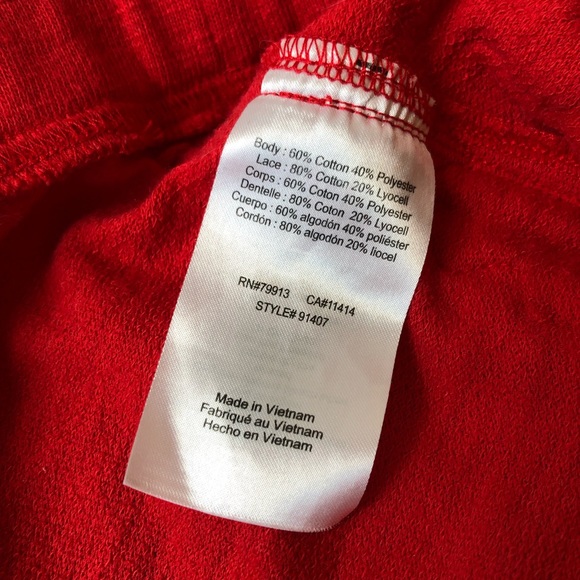 Body : 60% Cotton 40% Polyester
Lace : 80% Cotton 20% Lyocell
Corps : 60% Coton 40% Polyester
Dentelle : 80% Coton 20% Lyocell
Cuerpo : 60% algodón 40% poliéster
Cordón : 80% algodón 20% liocel
RN#79913 CA#11414
STYLE# 91407
Made in Vietnam
Fabriqué au Vietnam
Hecho en Vietnam